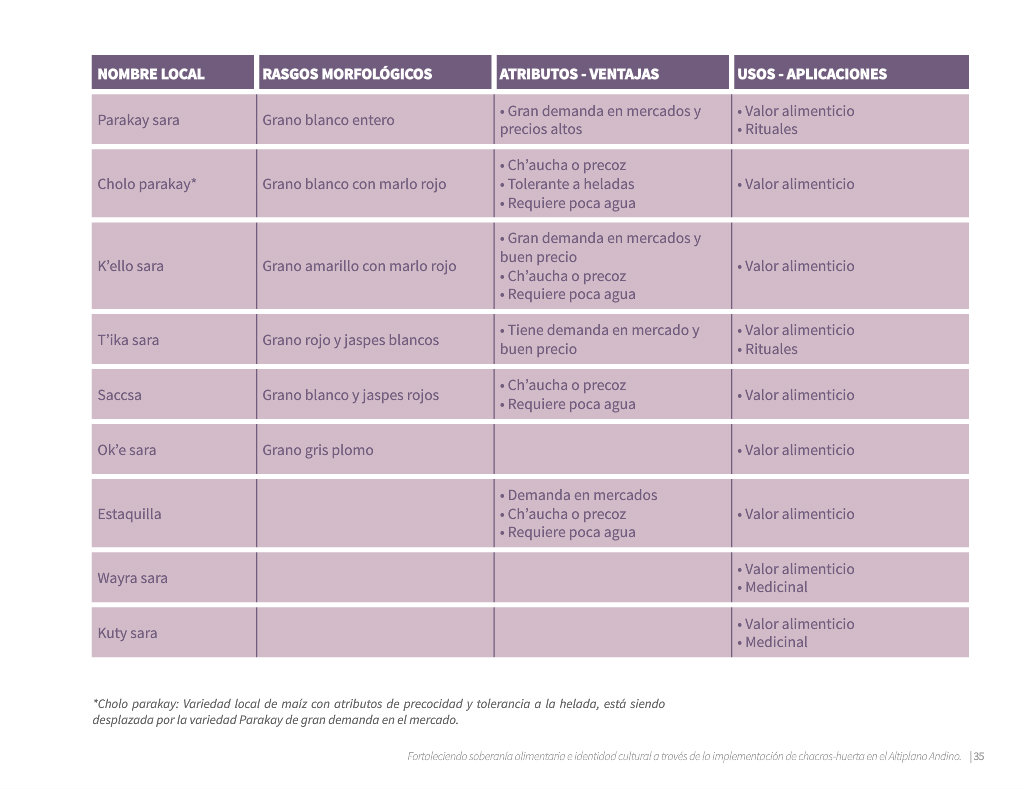 NOMBRE LOCAL RASGOS MORFOLÓGICOS ATRIBUTOS - VENTAJAS USOS - APLICACIONES
Parakay sara
Grano blanco entero
• Gran demanda en mercados y
precios altos
• Valor alimenticio
• Rituales
Cholo parakay*
Grano blanco con marlo rojo
• Ch’aucha o precoz
• Tolerante a heladas
• Requiere poca agua
• Valor alimenticio
K’ello sara
Grano amarillo con marlo rojo
• Gran demanda en mercados y
buen precio
• Ch’aucha o precoz
• Requiere poca agua
• Valor alimenticio
T’ika sara
Grano rojo y jaspes blancos
• Tiene demanda en mercado y
buen precio
• Valor alimenticio
• Rituales
Saccsa
Grano blanco y jaspes rojos
• Ch’aucha o precoz
• Requiere poca agua
• Valor alimenticio
Ok’e sara
Grano gris plomo
• Valor alimenticio
Estaquilla
• Demanda en mercados
• Ch’aucha o precoz
• Requiere poca agua
• Valor alimenticio
Wayra sara
• Valor alimenticio
• Medicinal
Kuty sara
• Valor alimenticio
• Medicinal
*Cholo parakay: Variedad local de maíz con atributos de precocidad y tolerancia a la helada, está siendo
desplazada por la variedad Parakay de gran demanda en el mercado.
Fortaleciendo soberanía alimentaria e identidad cultural a través de la implementación de chacras-huerta en el Altiplano Andino. |35